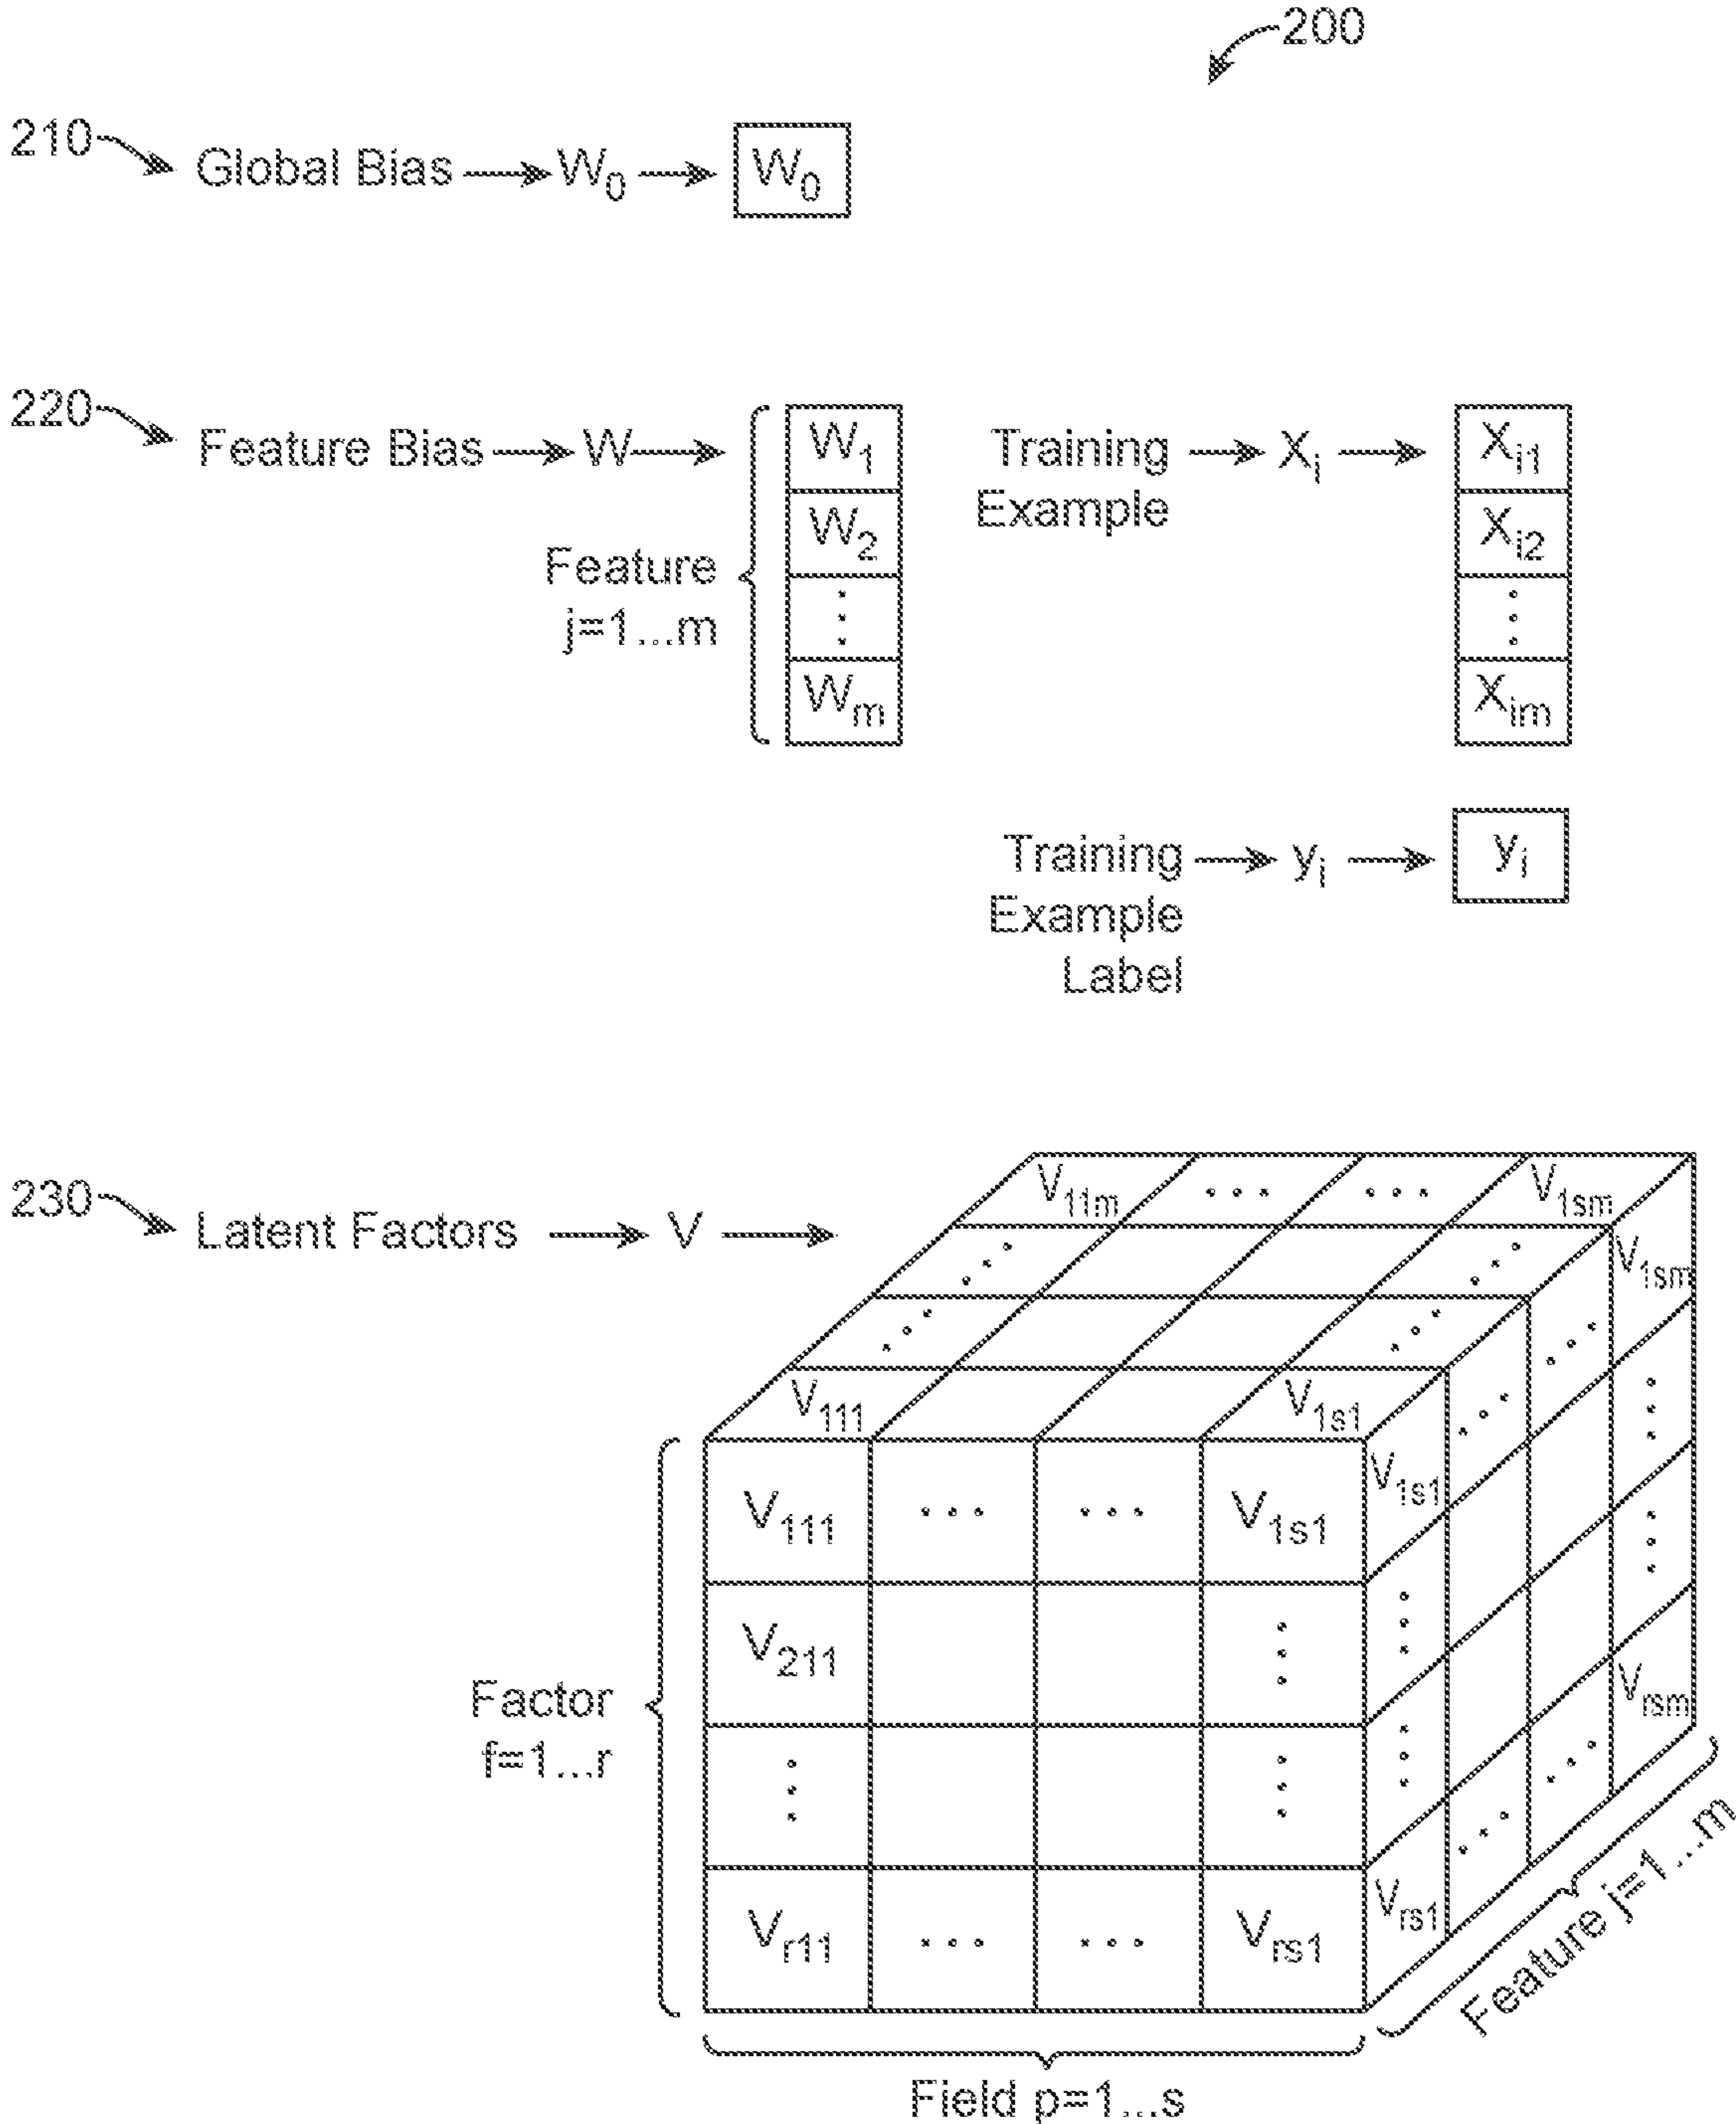 200
210 Global Bias W₀ W₀
220 Feature Bias W W₁
Training Xᵢ Xᵢ₁
Example
W₂ Xᵢ₂
Feature
j=1...m
⋮ ⋮
Wₘ Xᵢₘ
Training yᵢ yᵢ
Example
Label
230 Latent Factors V
V₁₁ₘ ... ... V₁ₛₘ
V₁ₛₘ
V₁₁₁ V₁ₛ₁
V₁ₛ₁
V₁₁₁ ... ... V₁ₛ₁
V₂₁₁ ⋮
Vᵣₛₘ
Factor
f=1...r
⋮ ⋮
Vᵣ₁₁ ... ... Vᵣₛ₁
Vᵣₛ₁
Feature j=1...m
Field p=1...s